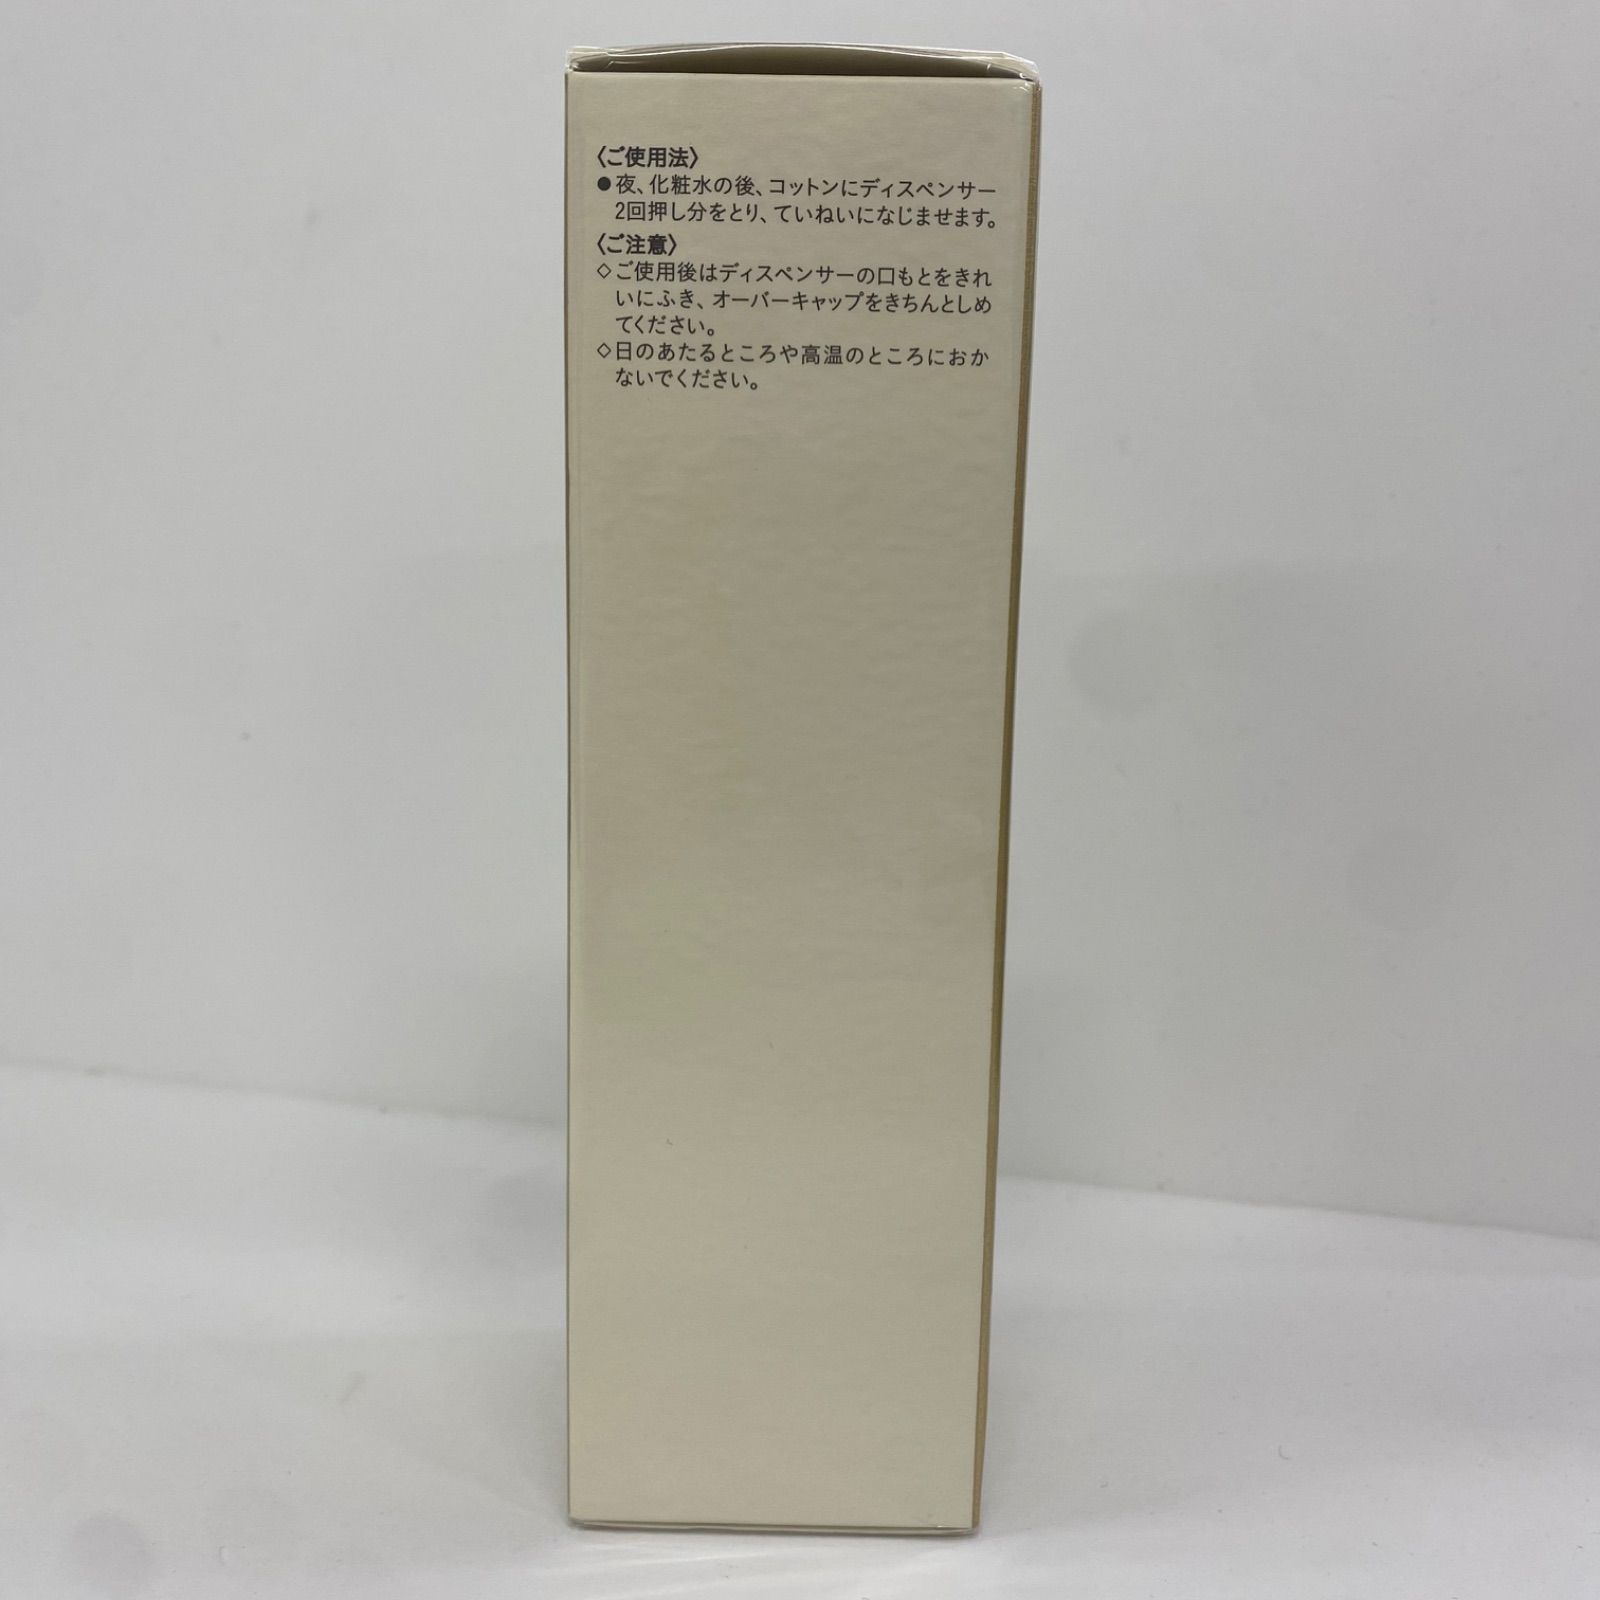 〈ご使用法〉
●夜、化粧水の後、コットンにディスペンサー
2回押し分をとり、ていねいになじませます。
〈ご注意〉
◇ご使用後はディスペンサーの口もとをきれ
いにふき、オーバーキャップをきちんとしめ
てください。
◇日のあたるところや高温のところにおか
ないでください。